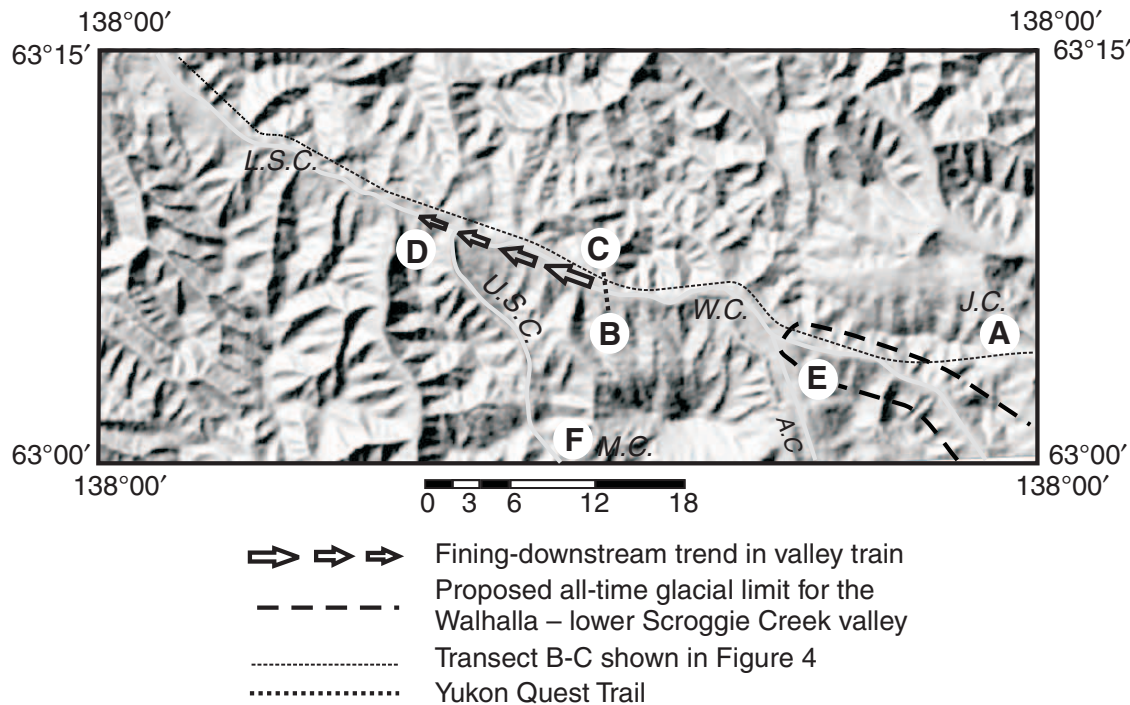 138°00′ 138°00′
63°15′ 63°15′
L.S.C.
C
D
U.S.C.
J.C.
W.C.
A
B
E
F M.C.
A.C
63°00′ 63°00′
138°00′ 138°00′
0 3 6 12 18
Fining-downstream trend in valley train
Proposed all-time glacial limit for the
Walhalla – lower Scroggie Creek valley
Transect B-C shown in Figure 4
Yukon Quest Trail